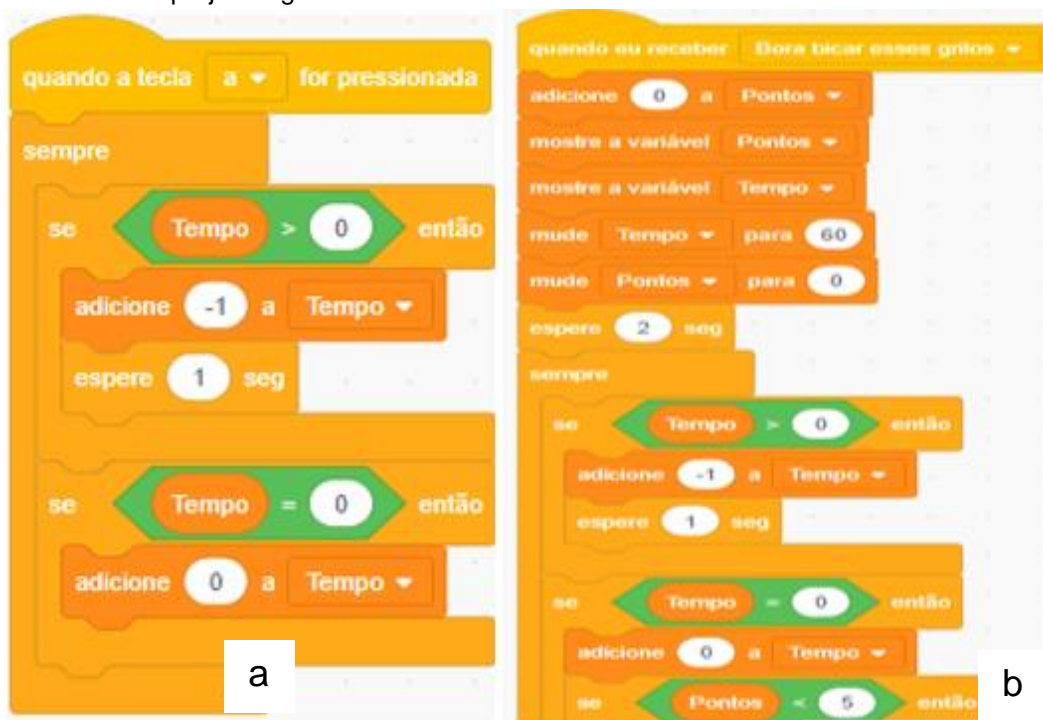 quando a tecla a for pressionada
sempre
se Tempo > 0 então
adicione -1 a Tempo
espere 1 seg
se Tempo = 0 então
adicione 0 a Tempo
a
quando eu receber Bora bicar esses grilos
adicione 0 a Pontos
mostre a variável Pontos
mostre a variável Tempo
mude Tempo para 60
mude Pontos para 0
espere 2 seg
sempre
se Tempo > 0 então
adicione -1 a Tempo
espere 1 seg
se Tempo = 0 então
adicione 0 a Tempo
se Pontos < 5 então
b